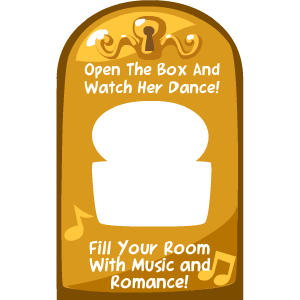 Open The Box And
Watch Her Dance!
Fill Your Room
With Music and
Romance!